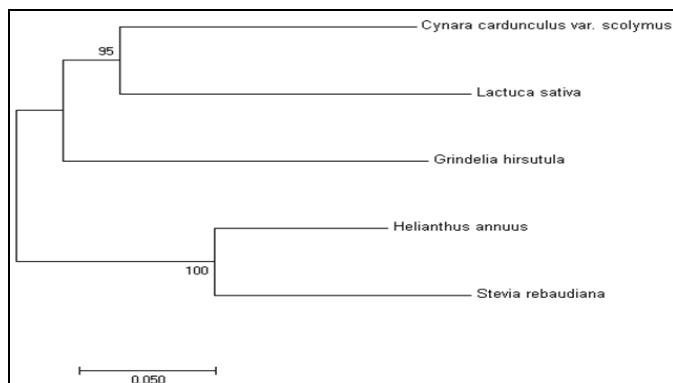 Cynara cardunculus var. scolymus
95
Lactuca sativa
Grindelia hirsutula
Helianthus annuus
100
Stevia rebaudiana
0.050